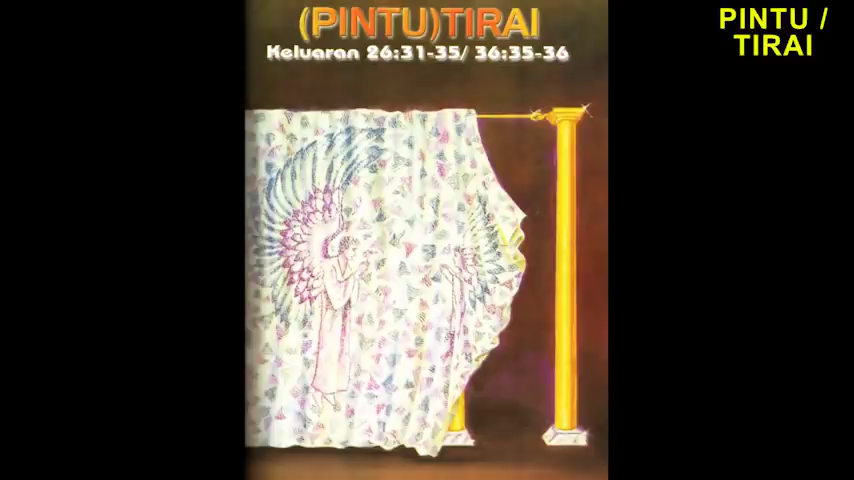 (PINTU)TIRAI
Keluaran 26:31-35/ 36:35-36
PINTU /
TIRAI